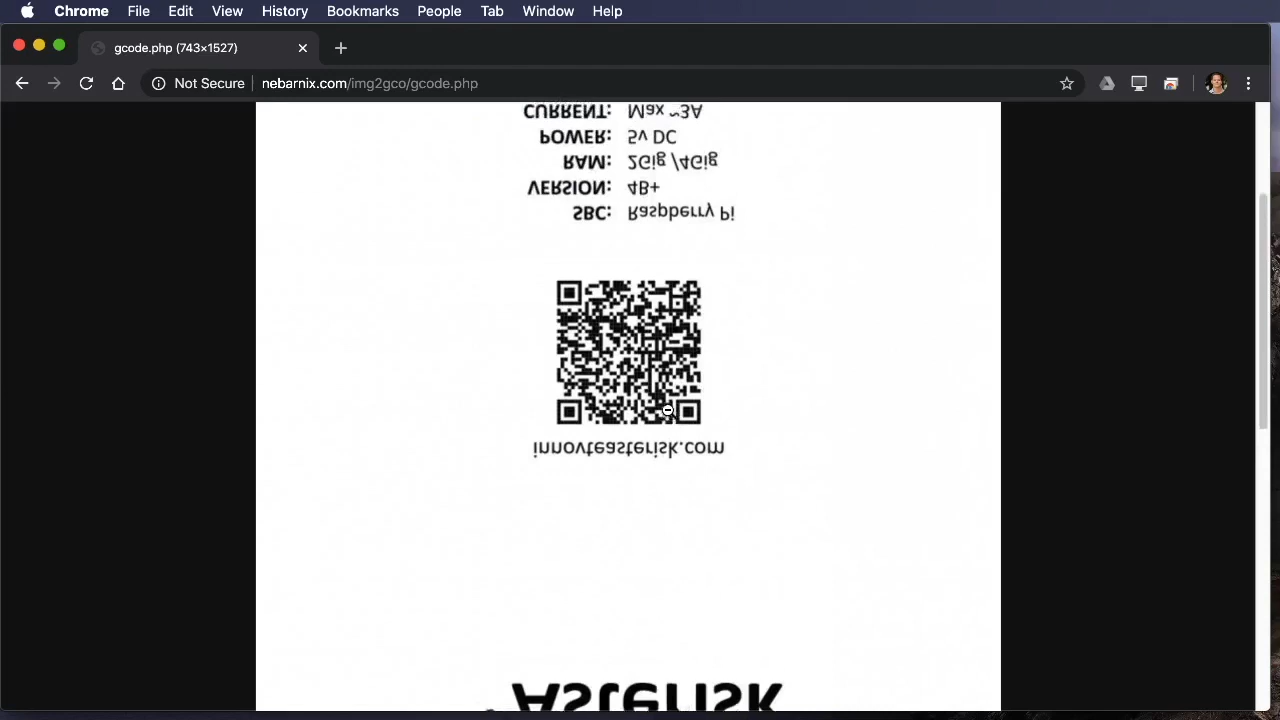 Chrome File Edit View History Bookmarks People Tab Window Help
gcode.php (743×1527)
Not Secure nebarnix.com/img2gco/gcode.php
CURRENT: Max ~3A
POWER: 5v DC
RAM: 2Gig /4Gig
VERSION: 4B+
SBC: Raspberry Pi
innovteasterisk.com
Asterisk